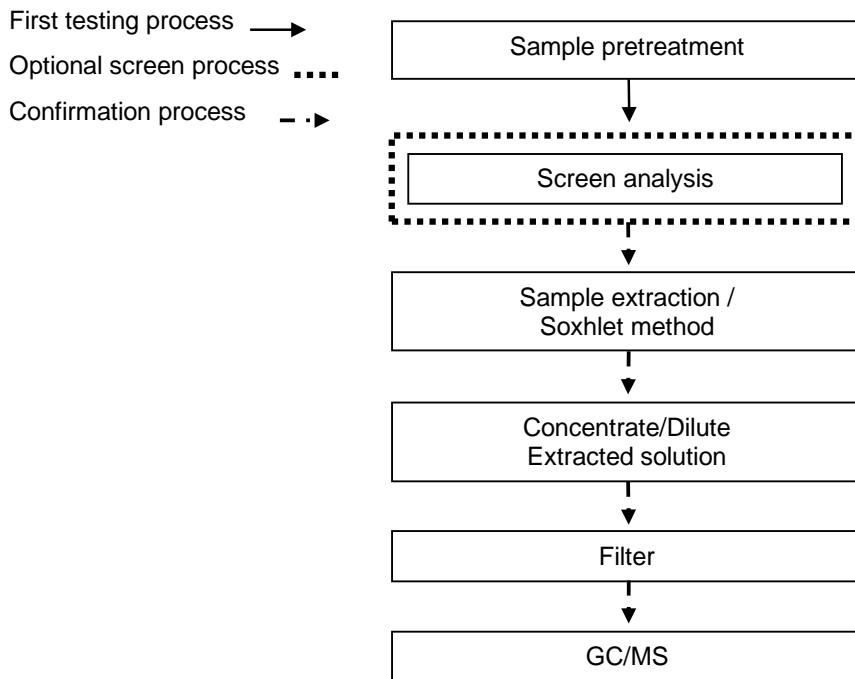 First testing process
Optional screen process
Confirmation process
Sample pretreatment
Screen analysis
Sample extraction /
Soxhlet method
Concentrate/Dilute
Extracted solution
Filter
GC/MS